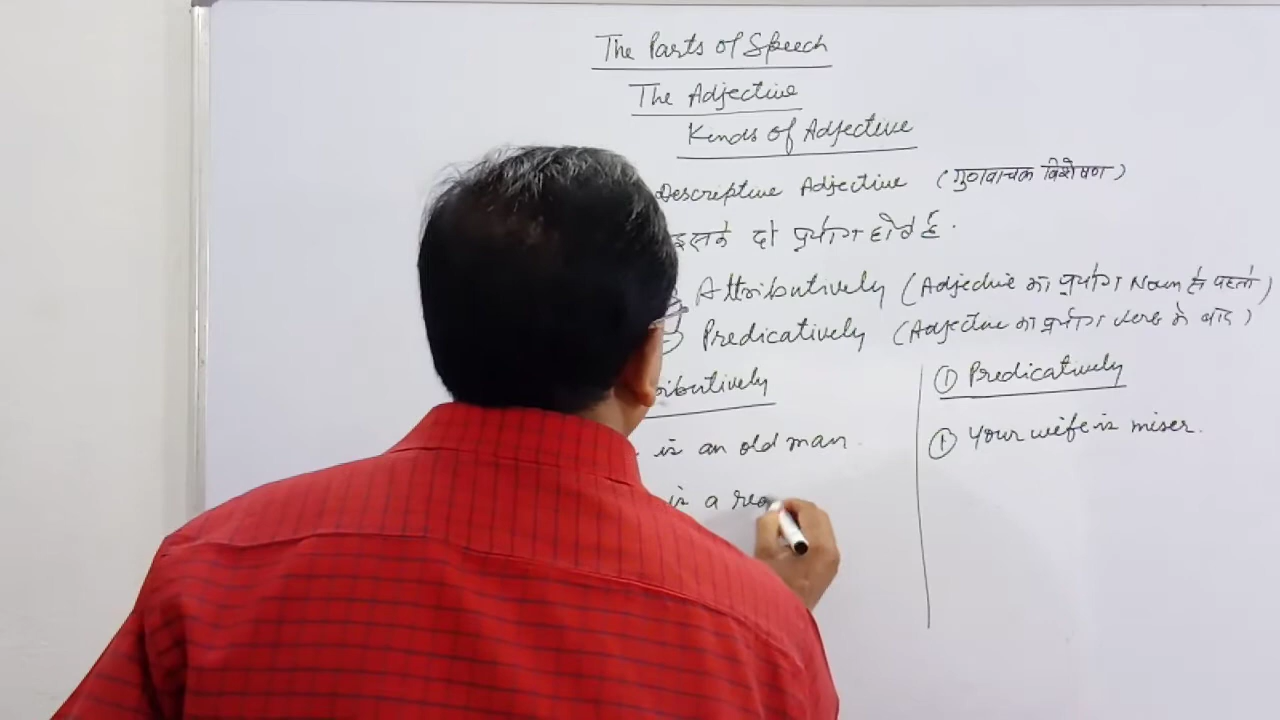 The Parts of Speech
The Adjective
Kinds of Adjective
Descriptive Adjective (गुणवाचक विशेषण)
इसके दो प्रयोग होते हैं.
Attributively (Adjective का प्रयोग Noun से पहले)
Predicatively (Adjective का प्रयोग Verb के बाद)
ributively
① Predicatively
is an old man.
① Your wife is miser.
is a rea